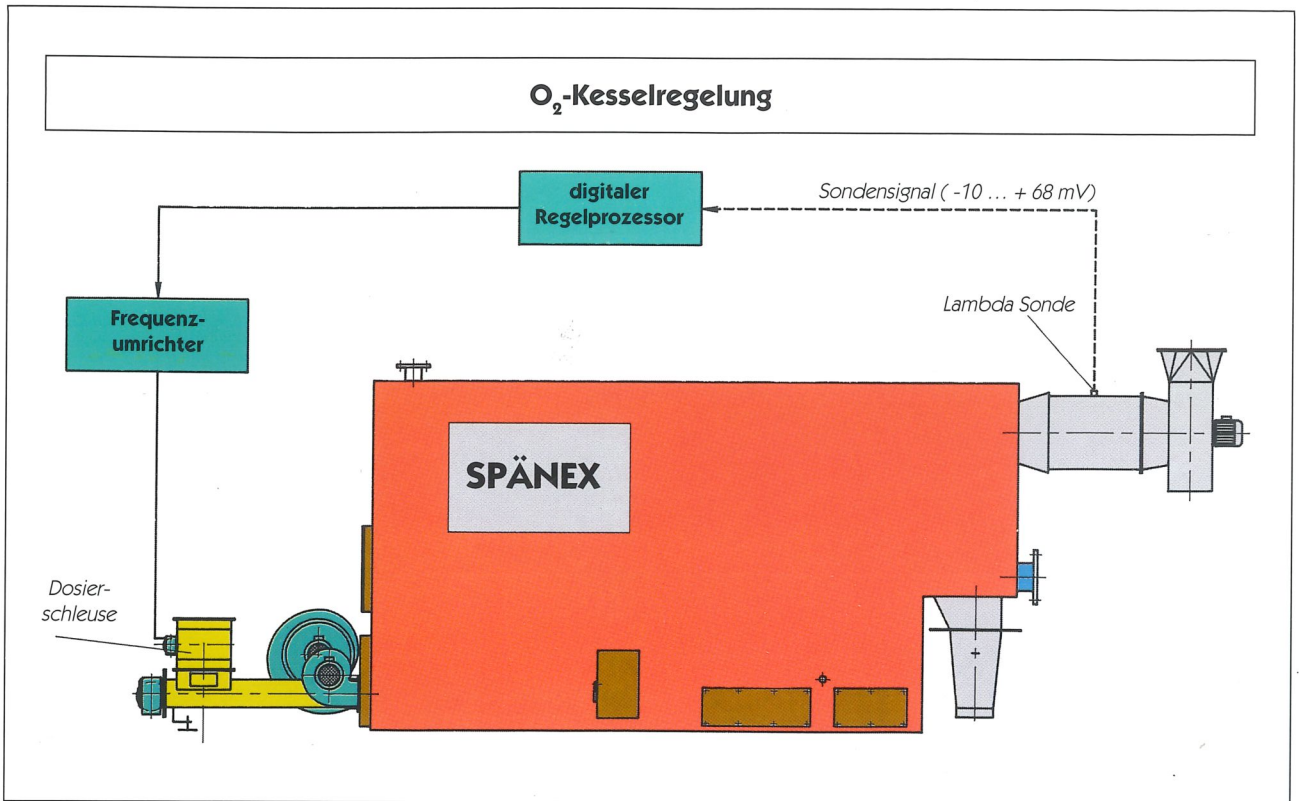 O₂-Kesselregelung
digitaler
Regelprozessor
Sondensignal ( -10 ... + 68 mV)
Frequenz-
umrichter
Lambda Sonde
SPÄNEX
Dosier-
schleuse